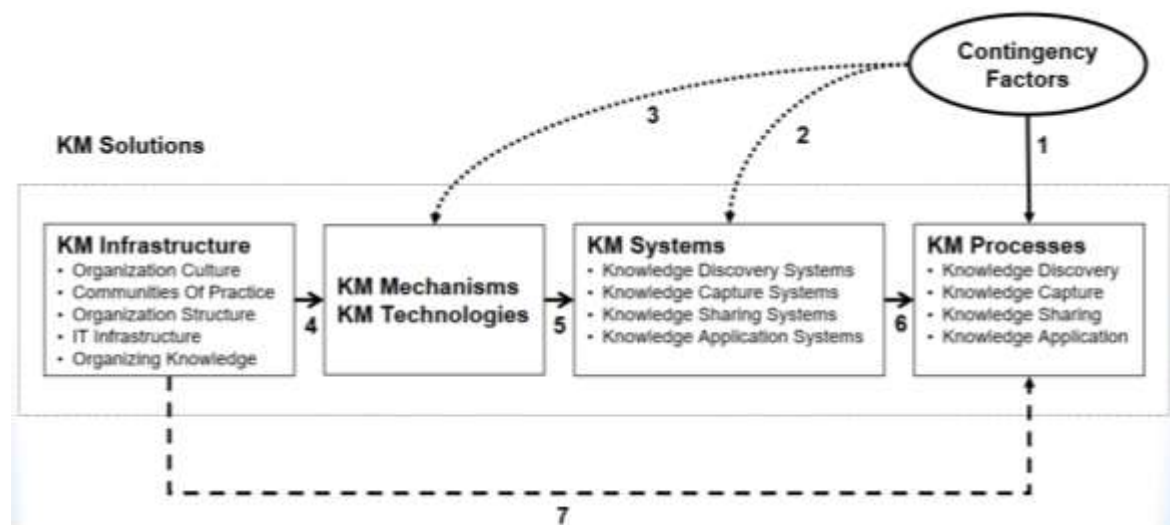 Contingency
Factors
3
2
1
KM Solutions
KM Infrastructure
• Organization Culture
• Communities Of Practice
• Organization Structure
• IT Infrastructure
• Organizing Knowledge
4
KM Mechanisms
KM Technologies
5
KM Systems
• Knowledge Discovery Systems
• Knowledge Capture Systems
• Knowledge Sharing Systems
• Knowledge Application Systems
6
KM Processes
• Knowledge Discovery
• Knowledge Capture
• Knowledge Sharing
• Knowledge Application
7